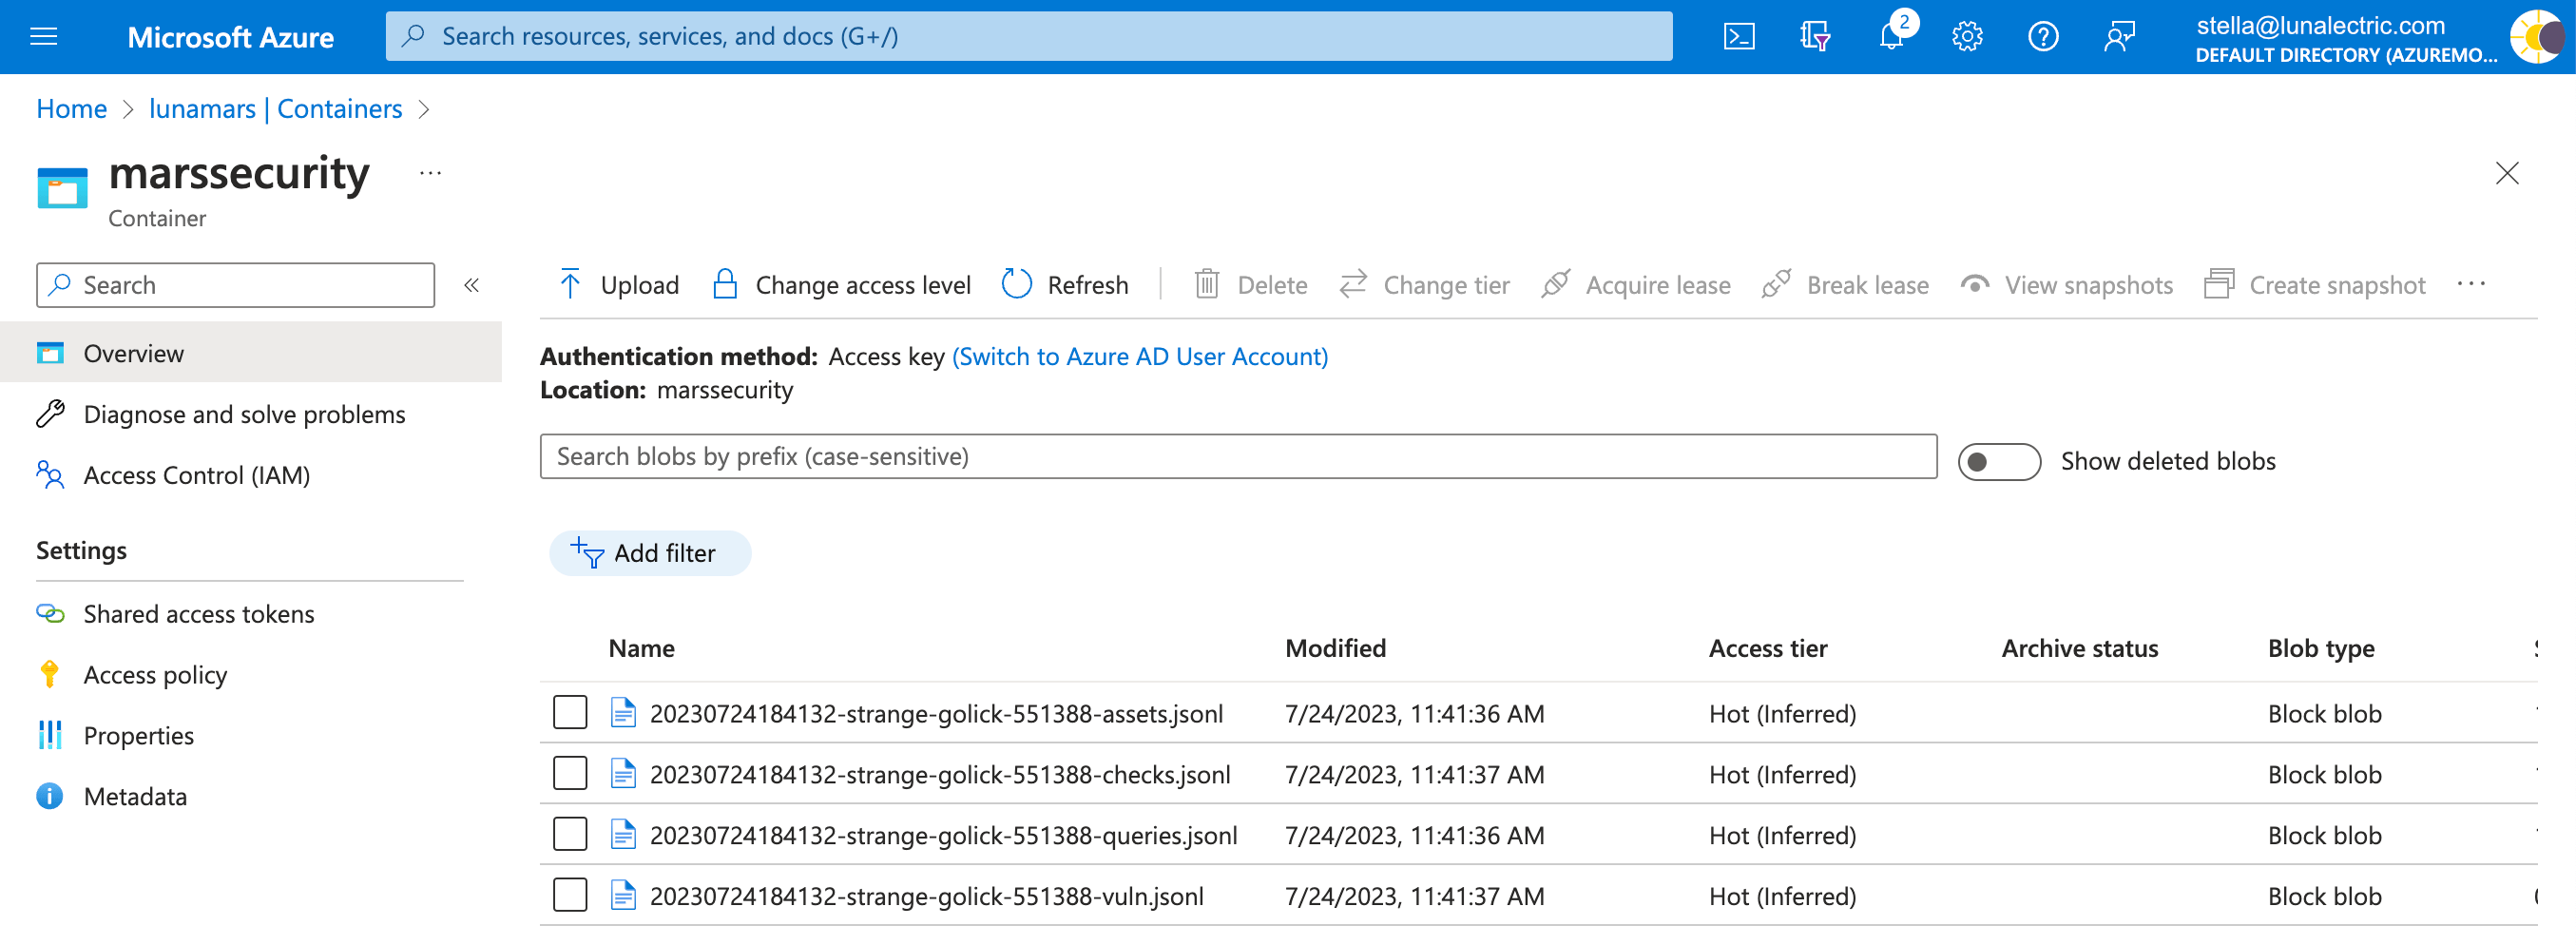 Microsoft Azure
Search resources, services, and docs (G+/)
2
stella@lunalectric.com
DEFAULT DIRECTORY (AZUREMO...
Home > lunamars | Containers >
marssecurity ...
Container
Search
«
Upload Change access level Refresh Delete Change tier Acquire lease Break lease View snapshots Create snapshot ...
Overview
Diagnose and solve problems
Access Control (IAM)
Settings
Shared access tokens
Access policy
Properties
Metadata
Authentication method: Access key (Switch to Azure AD User Account)
Location: marssecurity
Search blobs by prefix (case-sensitive)
Show deleted blobs
Add filter
Name Modified Access tier Archive status Blob type
20230724184132-strange-golick-551388-assets.jsonl 7/24/2023, 11:41:36 AM Hot (Inferred) Block blob
20230724184132-strange-golick-551388-checks.jsonl 7/24/2023, 11:41:37 AM Hot (Inferred) Block blob
20230724184132-strange-golick-551388-queries.jsonl 7/24/2023, 11:41:36 AM Hot (Inferred) Block blob
20230724184132-strange-golick-551388-vuln.jsonl 7/24/2023, 11:41:37 AM Hot (Inferred) Block blob